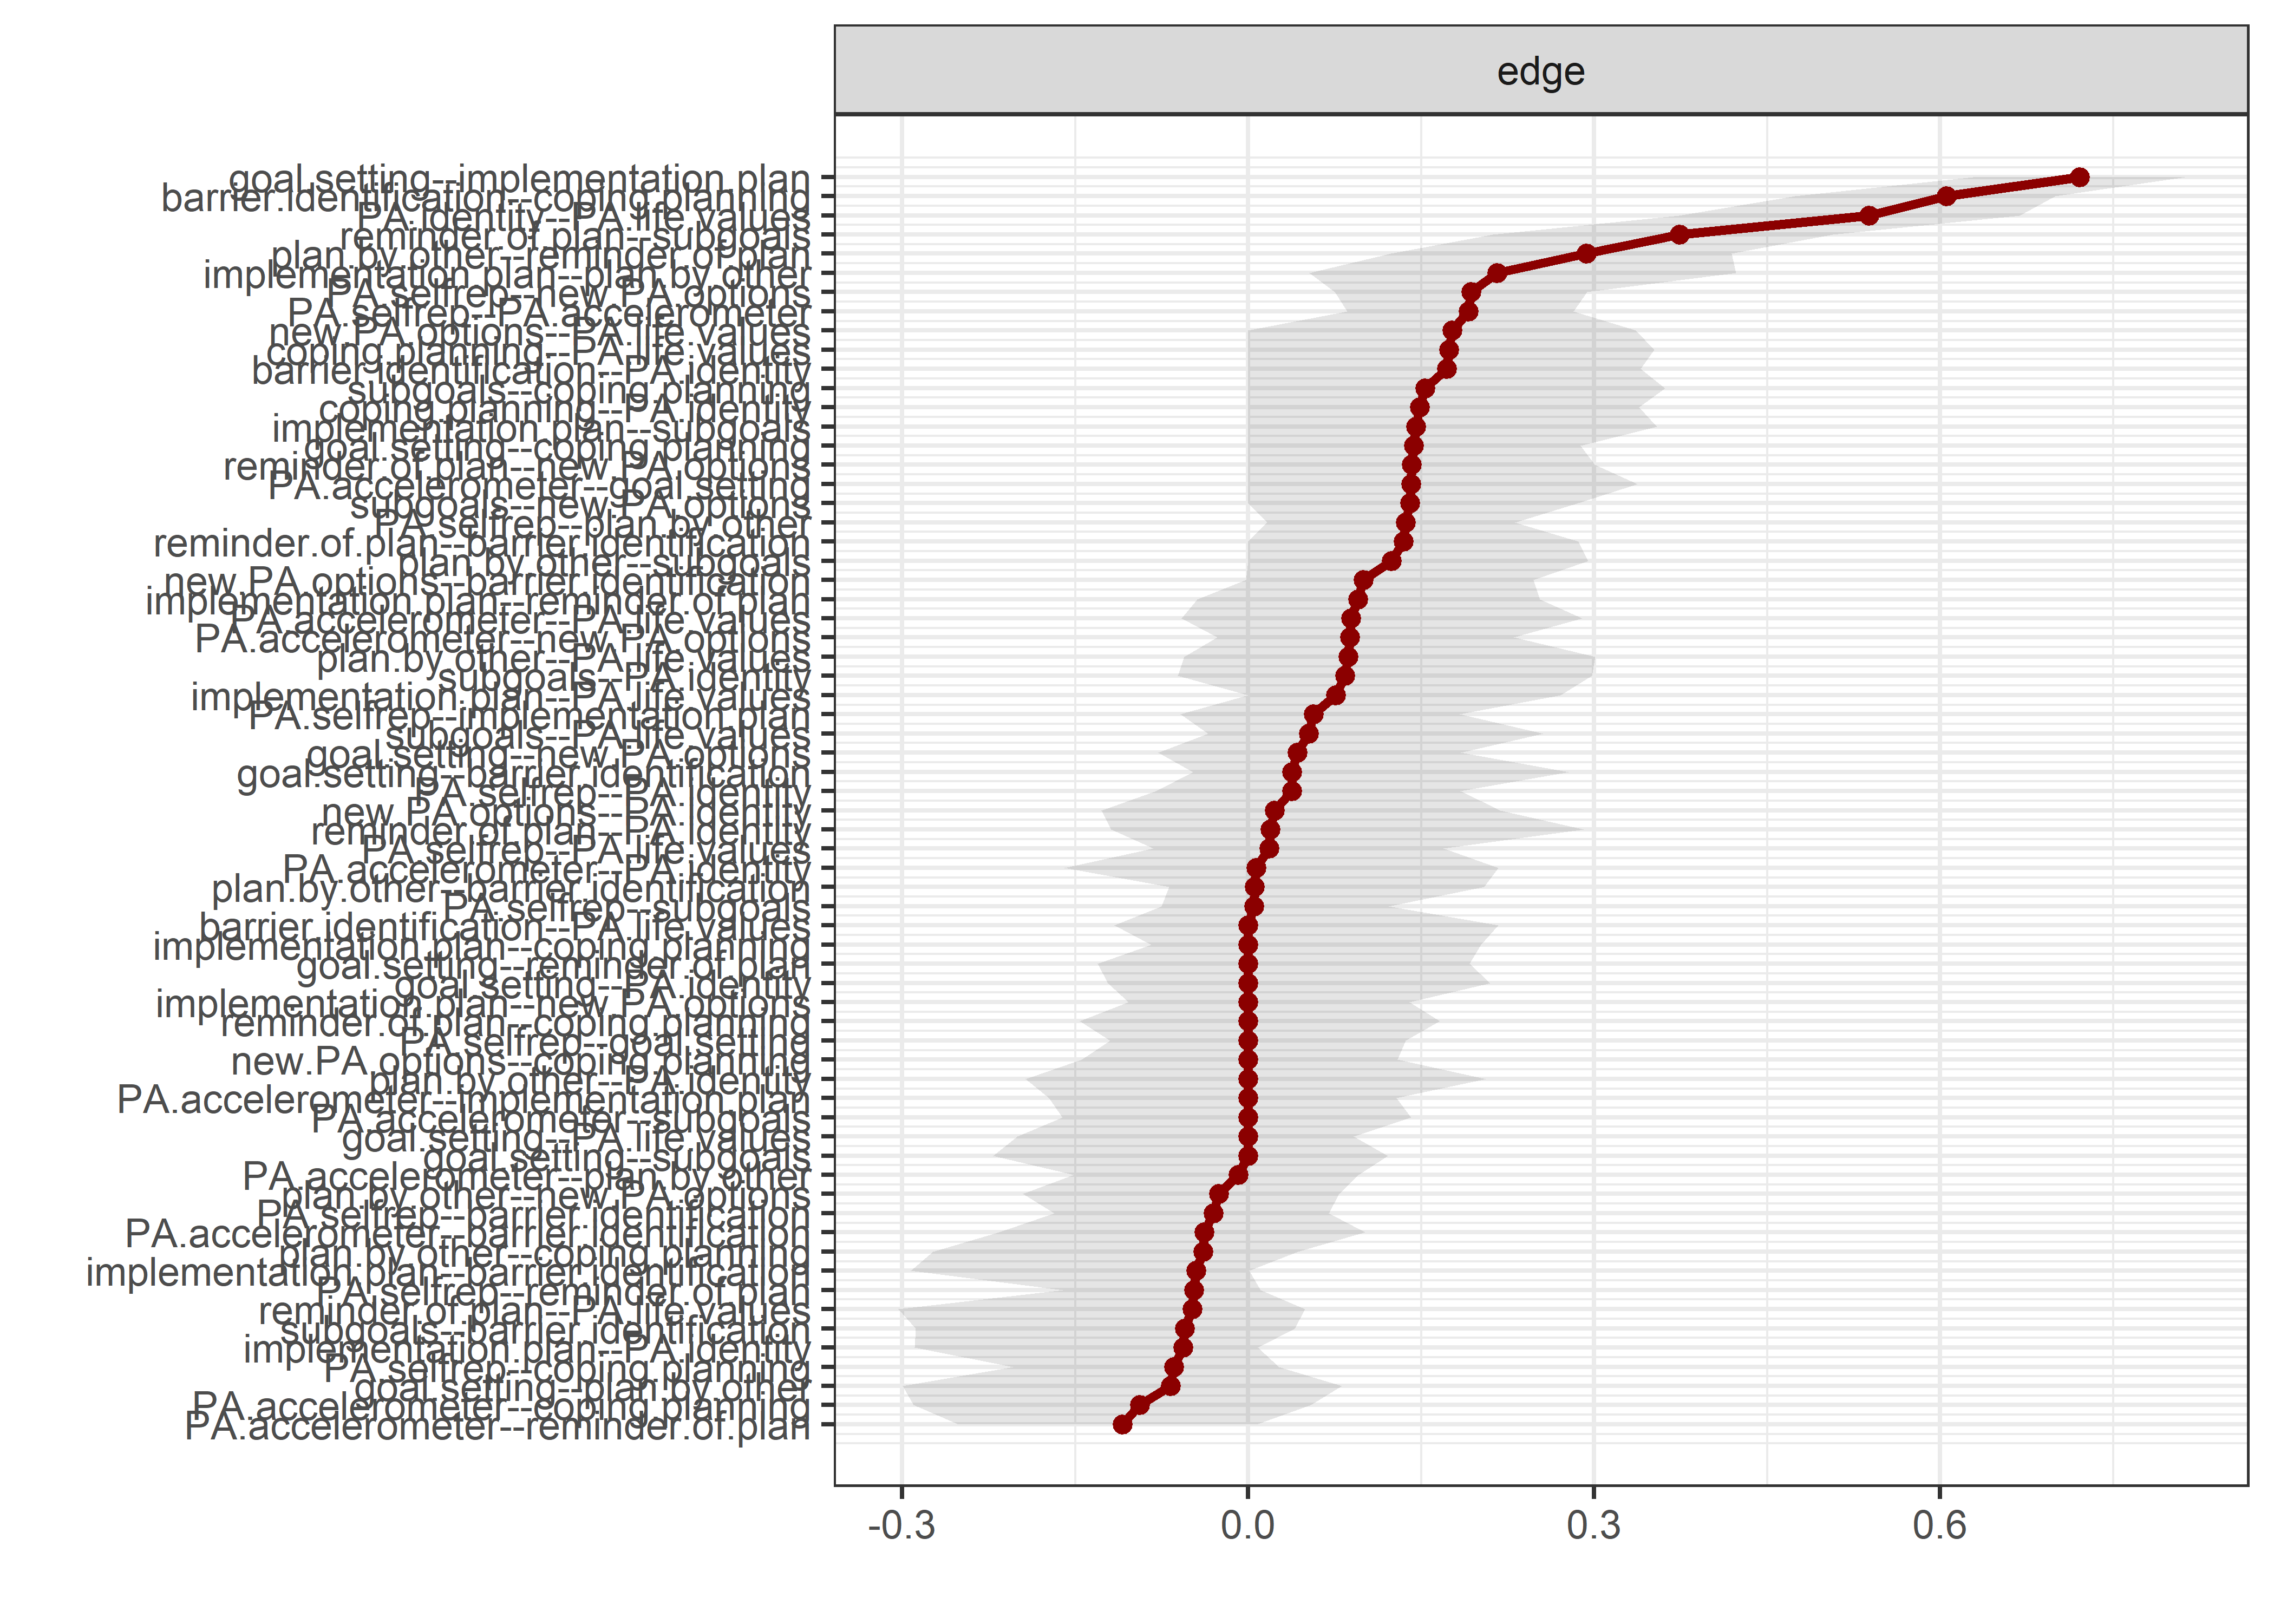 edge
goal.setting--implementation.plan
barrier.identification--coping.planning
PA.identity--PA.life.values
reminder.of.plan--subgoals
plan.by.other--reminder.of.plan
implementation.plan--plan.by.other
PA.selfrep--new.PA.options
PA.selfrep--PA.accelerometer
new.PA.options--PA.life.values
coping.planning--PA.life.values
barrier.identification--PA.identity
subgoals--coping.planning
coping.planning--PA.identity
implementation.plan--subgoals
goal.setting--coping.planning
reminder.of.plan--new.PA.options
PA.accelerometer--goal.setting
subgoals--new.PA.options
PA.selfrep--plan.by.other
reminder.of.plan--barrier.identification
plan.by.other--subgoals
new.PA.options--barrier.identification
implementation.plan--reminder.of.plan
PA.accelerometer--PA.life.values
PA.accelerometer--new.PA.options
plan.by.other--PA.life.values
subgoals--PA.identity
implementation.plan--PA.life.values
PA.selfrep--implementation.plan
subgoals--PA.life.values
goal.setting--new.PA.options
goal.setting--barrier.identification
PA.selfrep--PA.identity
new.PA.options--PA.identity
reminder.of.plan--PA.identity
PA.selfrep--PA.life.values
PA.accelerometer--PA.identity
plan.by.other--barrier.identification
PA.selfrep--subgoals
barrier.identification--PA.life.values
implementation.plan--coping.planning
goal.setting--reminder.of.plan
goal.setting--PA.identity
implementation.plan--new.PA.options
reminder.of.plan--coping.planning
PA.selfrep--goal.setting
new.PA.options--coping.planning
plan.by.other--PA.identity
PA.accelerometer--implementation.plan
PA.accelerometer--subgoals
goal.setting--PA.life.values
goal.setting--subgoals
PA.accelerometer--plan.by.other
plan.by.other--new.PA.options
PA.selfrep--barrier.identification
PA.accelerometer--barrier.identification
plan.by.other--coping.planning
implementation.plan--barrier.identification
PA.selfrep--reminder.of.plan
reminder.of.plan--PA.life.values
subgoals--barrier.identification
implementation.plan--PA.identity
PA.selfrep--coping.planning
goal.setting--plan.by.other
PA.accelerometer--coping.planning
PA.accelerometer--reminder.of.plan
-0.3 0.0 0.3 0.6